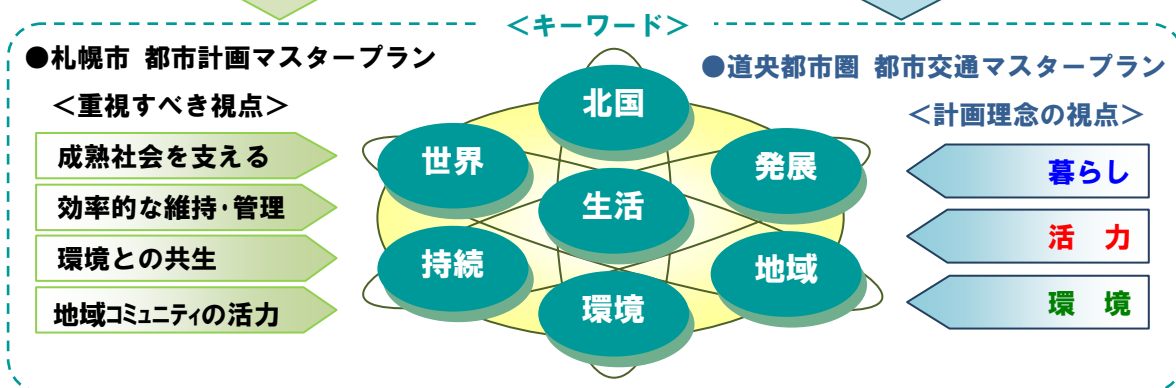 ＜キーワード＞
●札幌市 都市計画マスタープラン
＜重視すべき視点＞
成熟社会を支える
効率的な維持･管理
環境との共生
地域コミュニティの活力
北国
世界
発展
生活
持続
地域
環境
●道央都市圏 都市交通マスタープラン
＜計画理念の視点＞
暮らし
活　力
環　境